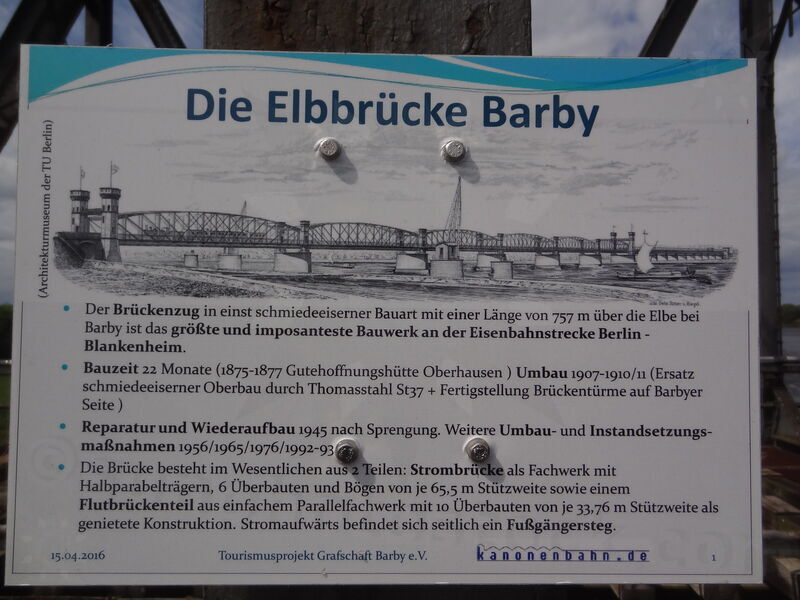 Die Elbbrücke Barby
(Architekturmuseum der TU Berlin)
• Der Brückenzug in einst schmiedeeiserner Bauart mit einer Länge von 757 m über die Elbe bei
Barby ist das größte und imposanteste Bauwerk an der Eisenbahnstrecke Berlin -
Blankenheim.
• Bauzeit 22 Monate (1875-1877 Gutehoffnungshütte Oberhausen ) Umbau 1907-1910/11 (Ersatz
schmiedeeiserner Oberbau durch Thomasstahl St37 + Fertigstellung Brückentürme auf Barbyer
Seite )
• Reparatur und Wiederaufbau 1945 nach Sprengung. Weitere Umbau- und Instandsetzungs-
maßnahmen 1956/1965/1976/1992-93
• Die Brücke besteht im Wesentlichen aus 2 Teilen: Strombrücke als Fachwerk mit
Halbparabelträgern, 6 Überbauten und Bögen von je 65,5 m Stützweite sowie einem
Flutbrückenteil aus einfachem Parallelfachwerk mit 10 Überbauten von je 33,76 m Stützweite als
genietete Konstruktion. Stromaufwärts befindet sich seitlich ein Fußgängersteg.
15.04.2016 Tourismusprojekt Grafschaft Barby e.V. kanonenbahn.de 1